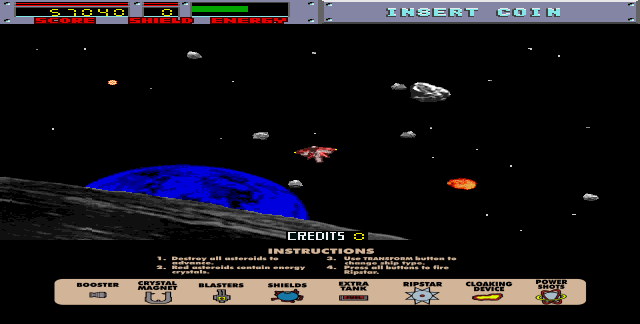 57040 0 INSERT COIN
SCORE SHIELD ENERGY
CREDITS 0
INSTRUCTIONS
1. Destroy all asteroids to advance.
2. Red asteroids contain energy crystals.
3. Use TRANSFORM button to change ship type.
4. Press all buttons to fire Ripstar.
BOOSTER
CRYSTAL MAGNET
BLASTERS
SHIELDS
EXTRA TANK
RIPSTAR
CLOAKING DEVICE
POWER SHOTS